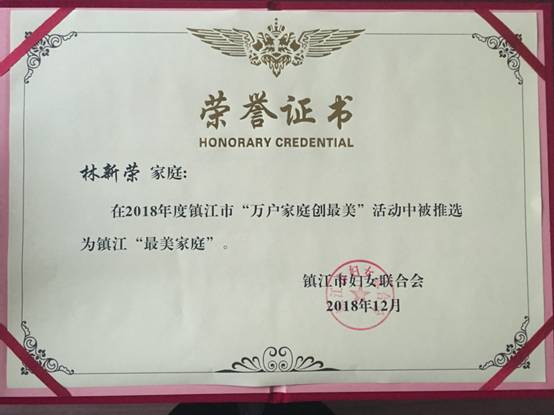 荣誉证书
HONORARY CREDENTIAL
林新荣 家庭:
在2018年度镇江市“万户家庭创最美”活动中被推选
为镇江“最美家庭”。
镇江市妇女联合会
2018年12月